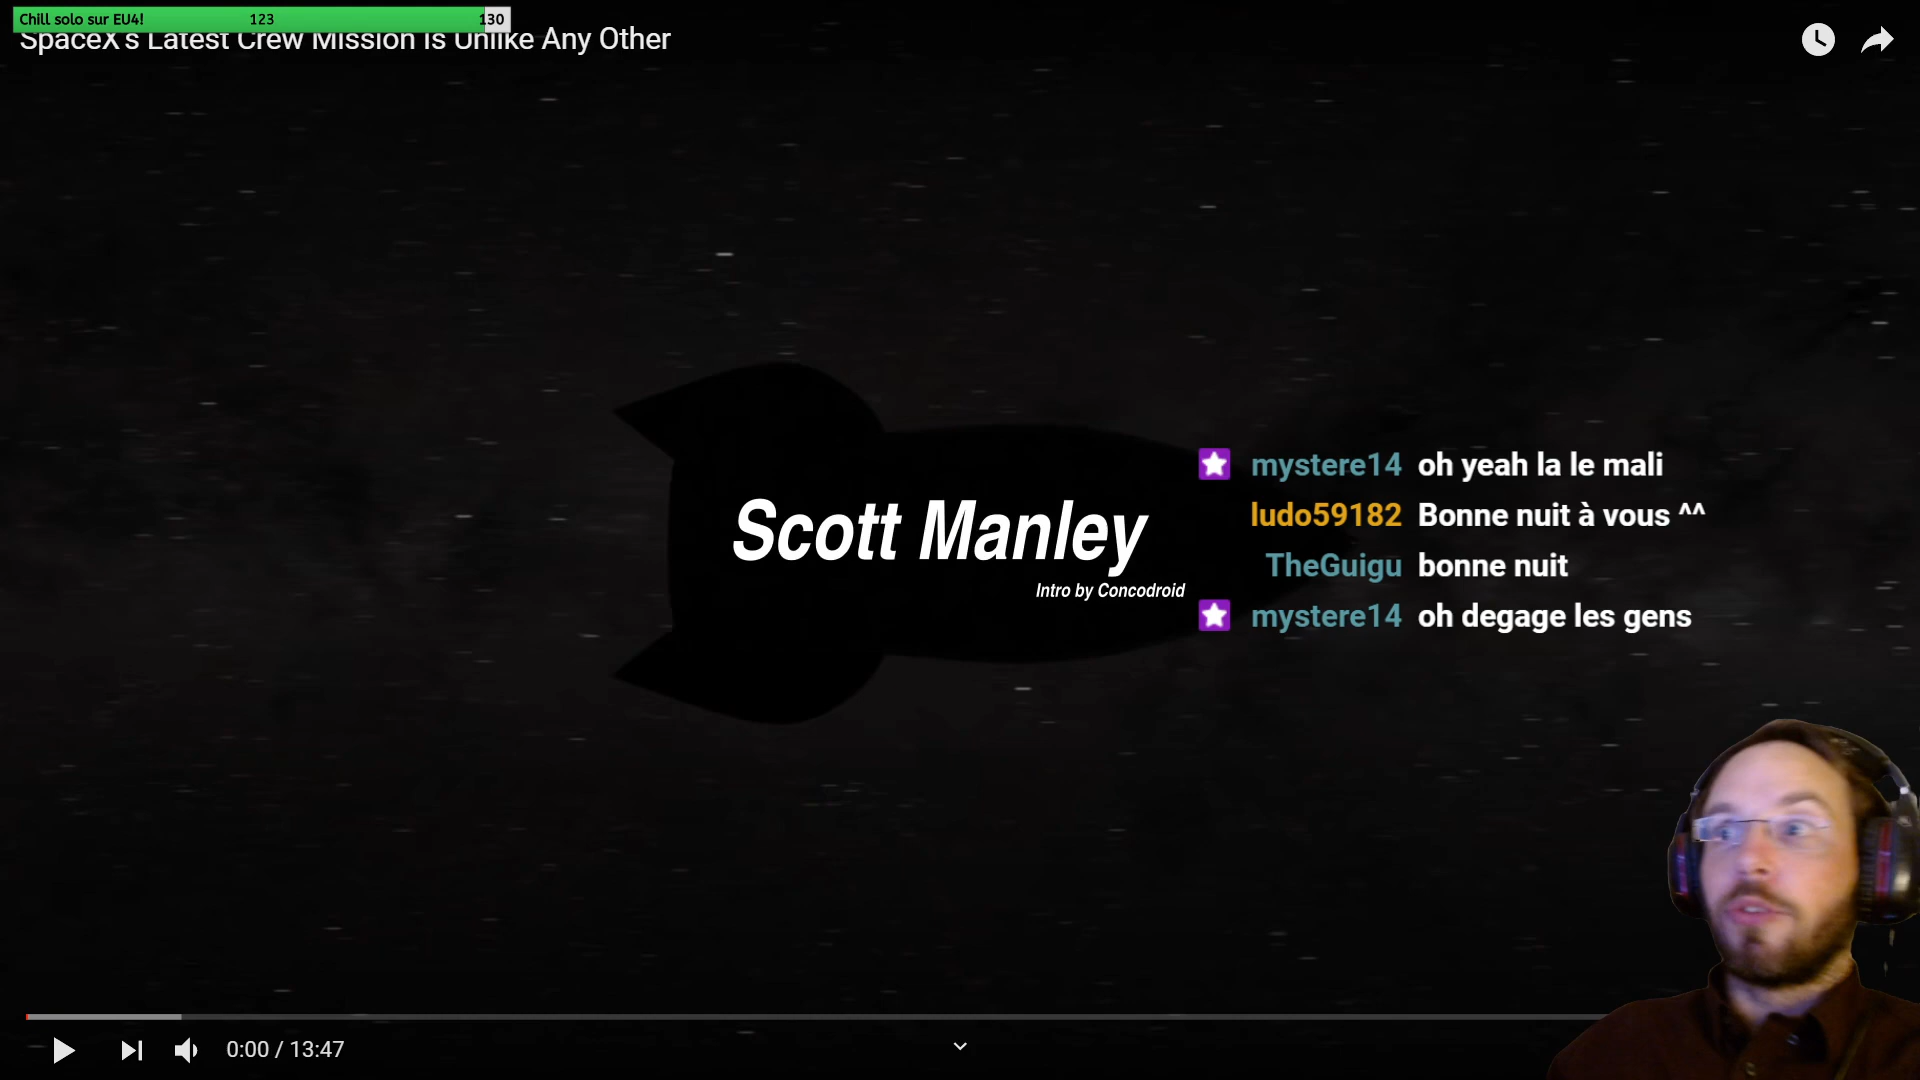 Chill solo sur EU4! 123 130
SpaceX's Latest Crew Mission Is Unlike Any Other
Scott Manley
Intro by Concodroid
mystere14 oh yeah la le mali
ludo59182 Bonne nuit à vous ^^
TheGuigu bonne nuit
mystere14 oh degage les gens
0:00 / 13:47